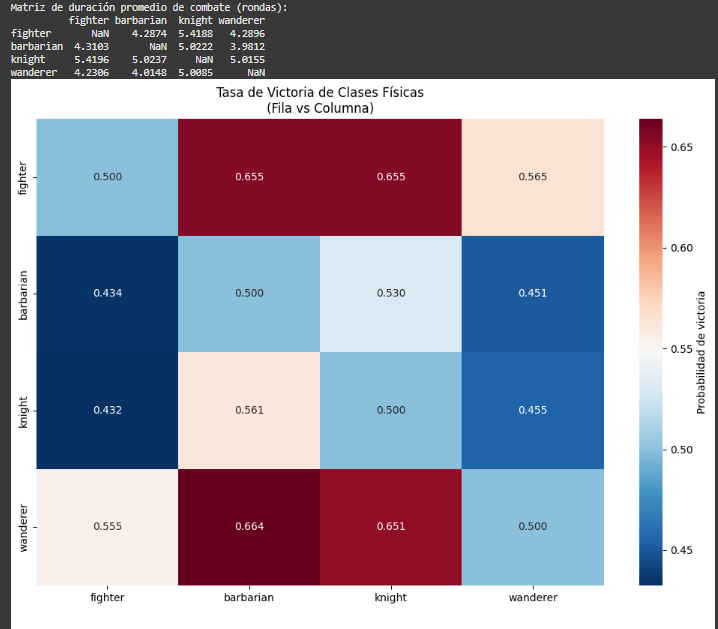 Matriz de duración promedio de combate (rondas):
fighter barbarian knight wanderer
fighter NaN 4.2874 5.4188 4.2896
barbarian 4.3103 NaN 5.0222 3.9812
knight 5.4196 5.0237 NaN 5.0155
wanderer 4.2306 4.0148 5.0085 NaN
Tasa de Victoria de Clases Físicas
(Fila vs Columna)
fighter 0.500 0.655 0.655 0.565
barbarian 0.434 0.500 0.530 0.451
knight 0.432 0.561 0.500 0.455
wanderer 0.555 0.664 0.651 0.500
fighter barbarian knight wanderer
0.65
0.60
0.55
0.50
0.45
Probabilidad de victoria